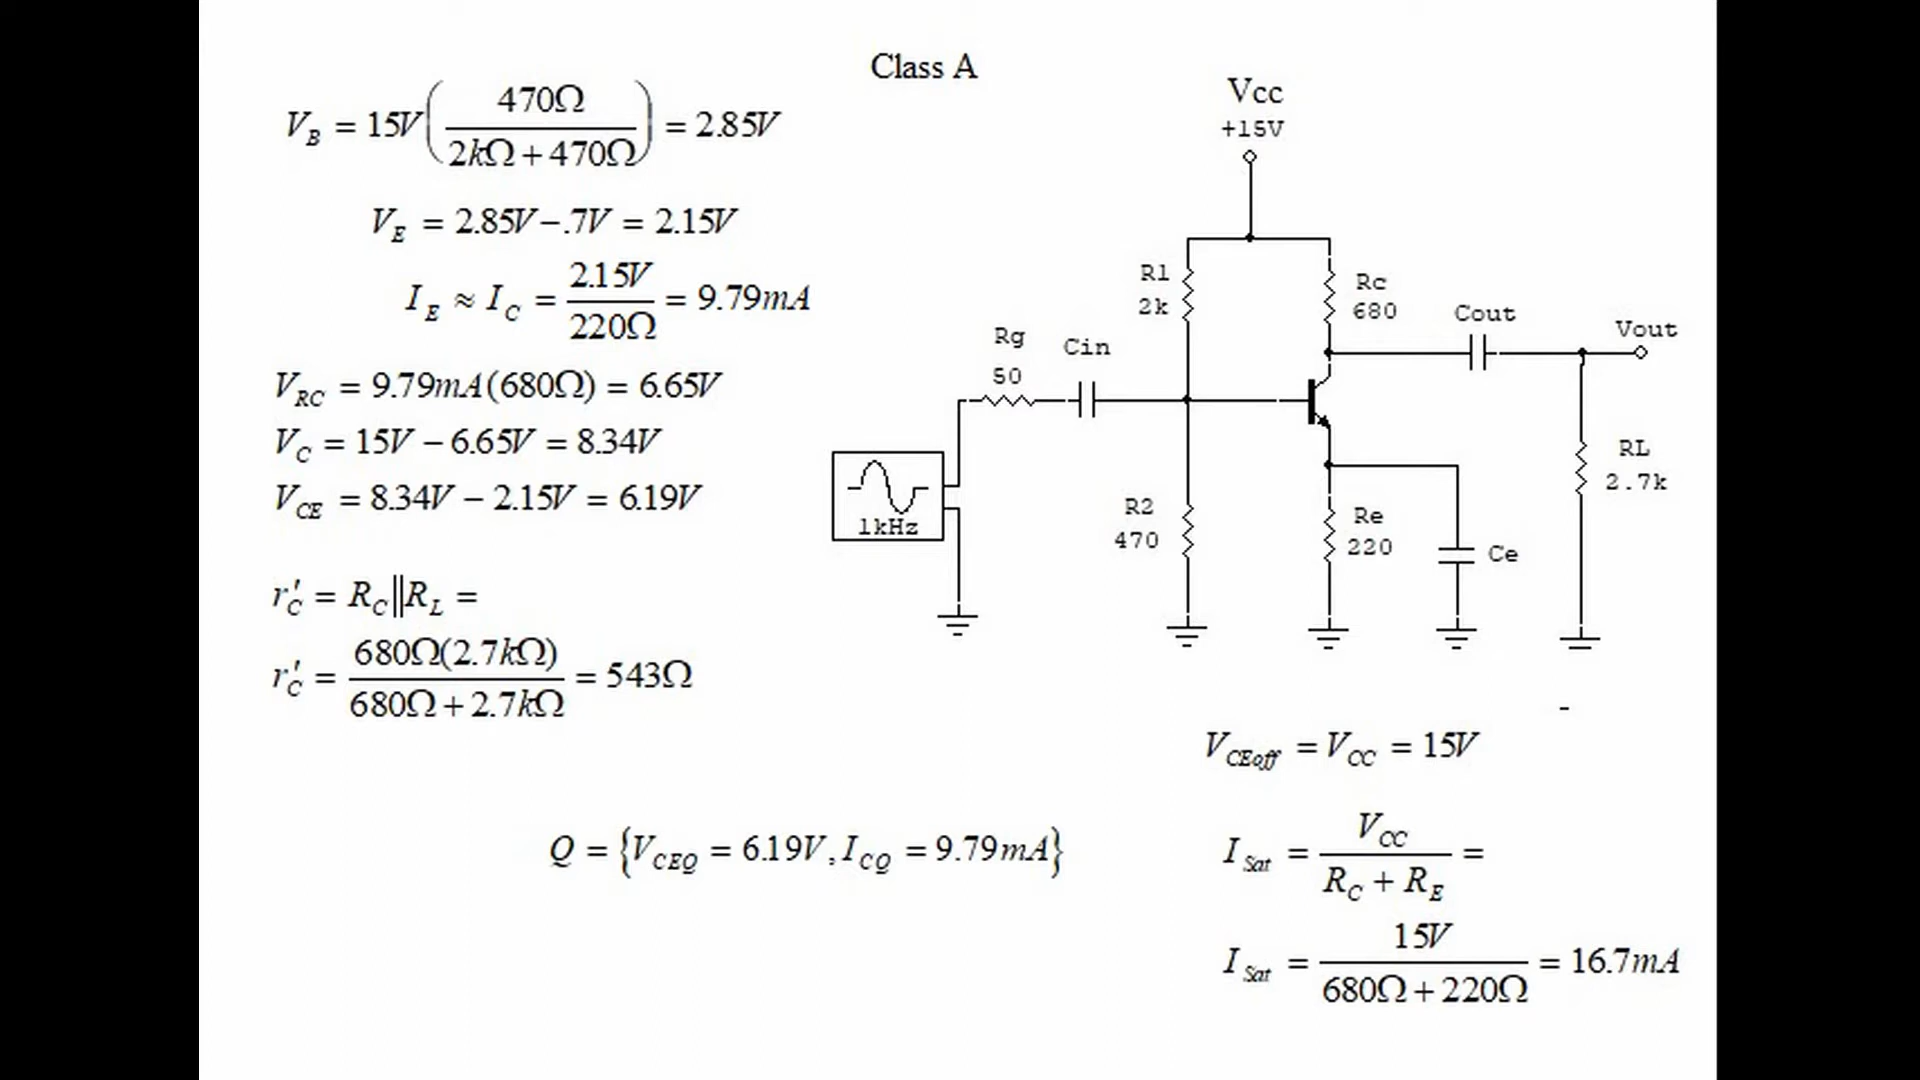 Class A
V_B = 15V(470Ω / (2kΩ + 470Ω)) = 2.85V
V_E = 2.85V − .7V = 2.15V
I_E ≈ I_C = 2.15V / 220Ω = 9.79mA
V_RC = 9.79mA(680Ω) = 6.65V
V_C = 15V − 6.65V = 8.34V
V_CE = 8.34V − 2.15V = 6.19V
r'_C = R_C‖R_L =
r'_C = 680Ω(2.7kΩ) / (680Ω + 2.7kΩ) = 543Ω
Q = {V_CEQ = 6.19V, I_CQ = 9.79mA}
Vcc
+15V
R1
2k
Rc
680
Cout
Vout
Rg
50
Cin
1kHz
R2
470
Re
220
Ce
RL
2.7k
-
V_CEoff = V_CC = 15V
I_Sat = V_CC / (R_C + R_E) =
I_Sat = 15V / (680Ω + 220Ω) = 16.7mA